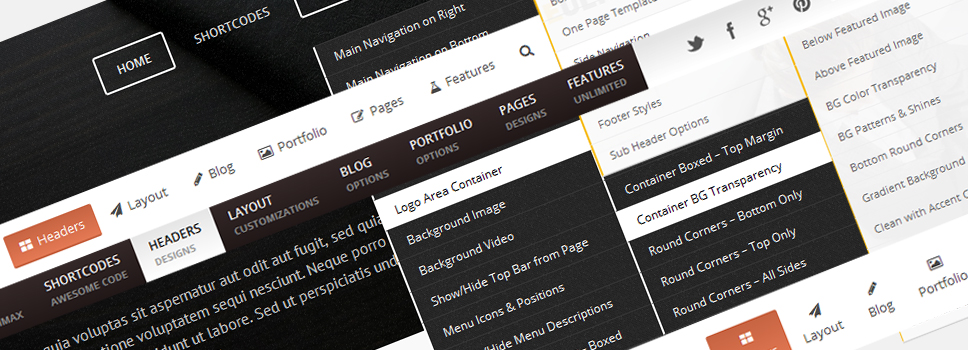 HOME
SHORTCODES
Main Navigation on Right
Main Navigation on Bottom
One Page Template
Side Navigation
Below Featured Image
Above Featured Image
BG Color Transparency
BG Patterns & Shines
Bottom Round Corners
Gradient Background
Clean with Accent
Headers
Layout
Blog
Portfolio
Pages
Features
SHORTCODES
AWESOME CODE
HEADERS
DESIGNS
LAYOUT
CUSTOMIZATIONS
BLOG
OPTIONS
PORTFOLIO
OPTIONS
PAGES
DESIGNS
FEATURES
UNLIMITED
Footer Styles
Sub Header Options
Logo Area Container
Background Image
Background Video
Show/Hide Top Bar from Page
Menu Icons & Positions
Hide Menu Descriptions
Boxed
Container Boxed – Top Margin
Container BG Transparency
Round Corners – Bottom Only
Round Corners – Top Only
Round Corners – All Sides
quia voluptas sit aspernatur aut odit aut fugit, sed quia
voluptatem sequi nesciunt. Neque porro
ut labore. Sed ut perspiciatis und
Layout
Blog
Portfolio